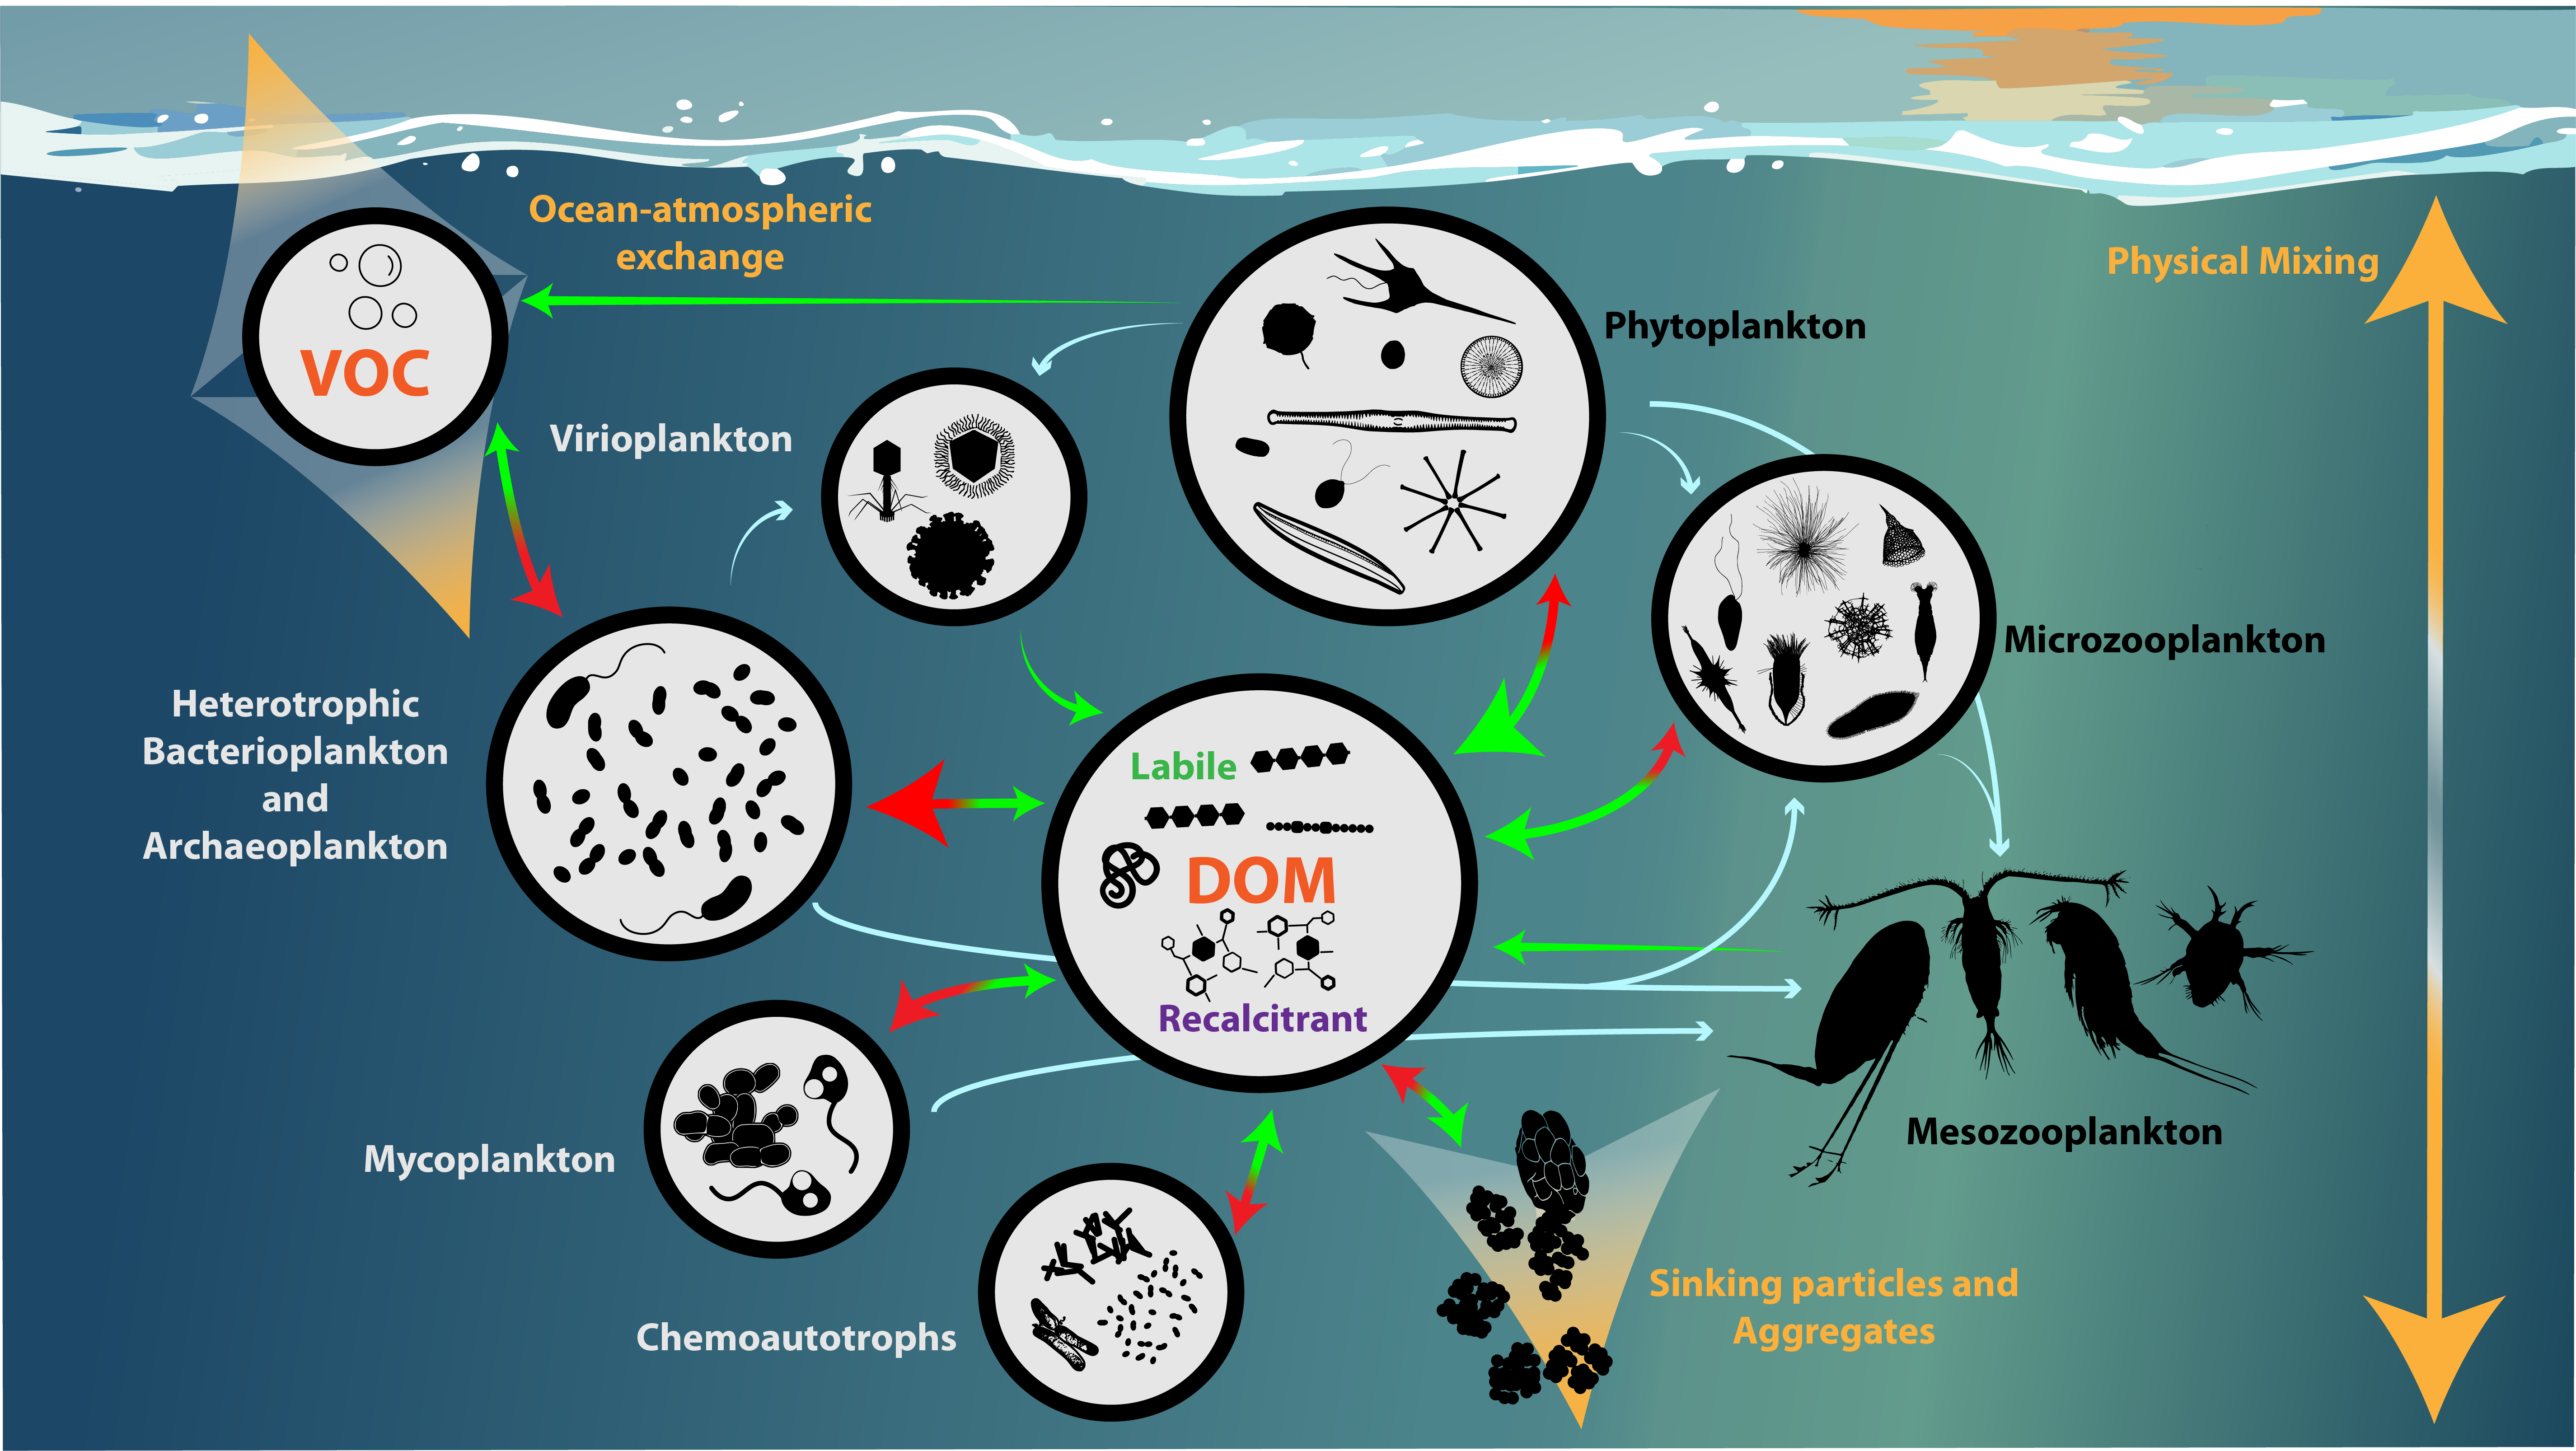 Ocean-atmospheric
exchange
Physical Mixing
Phytoplankton
VOC
Virioplankton
Microzooplankton
Heterotrophic
Bacterioplankton
and
Archaeoplankton
Labile
DOM
Recalcitrant
Mesozooplankton
Mycoplankton
Sinking particles and
Aggregates
Chemoautotrophs